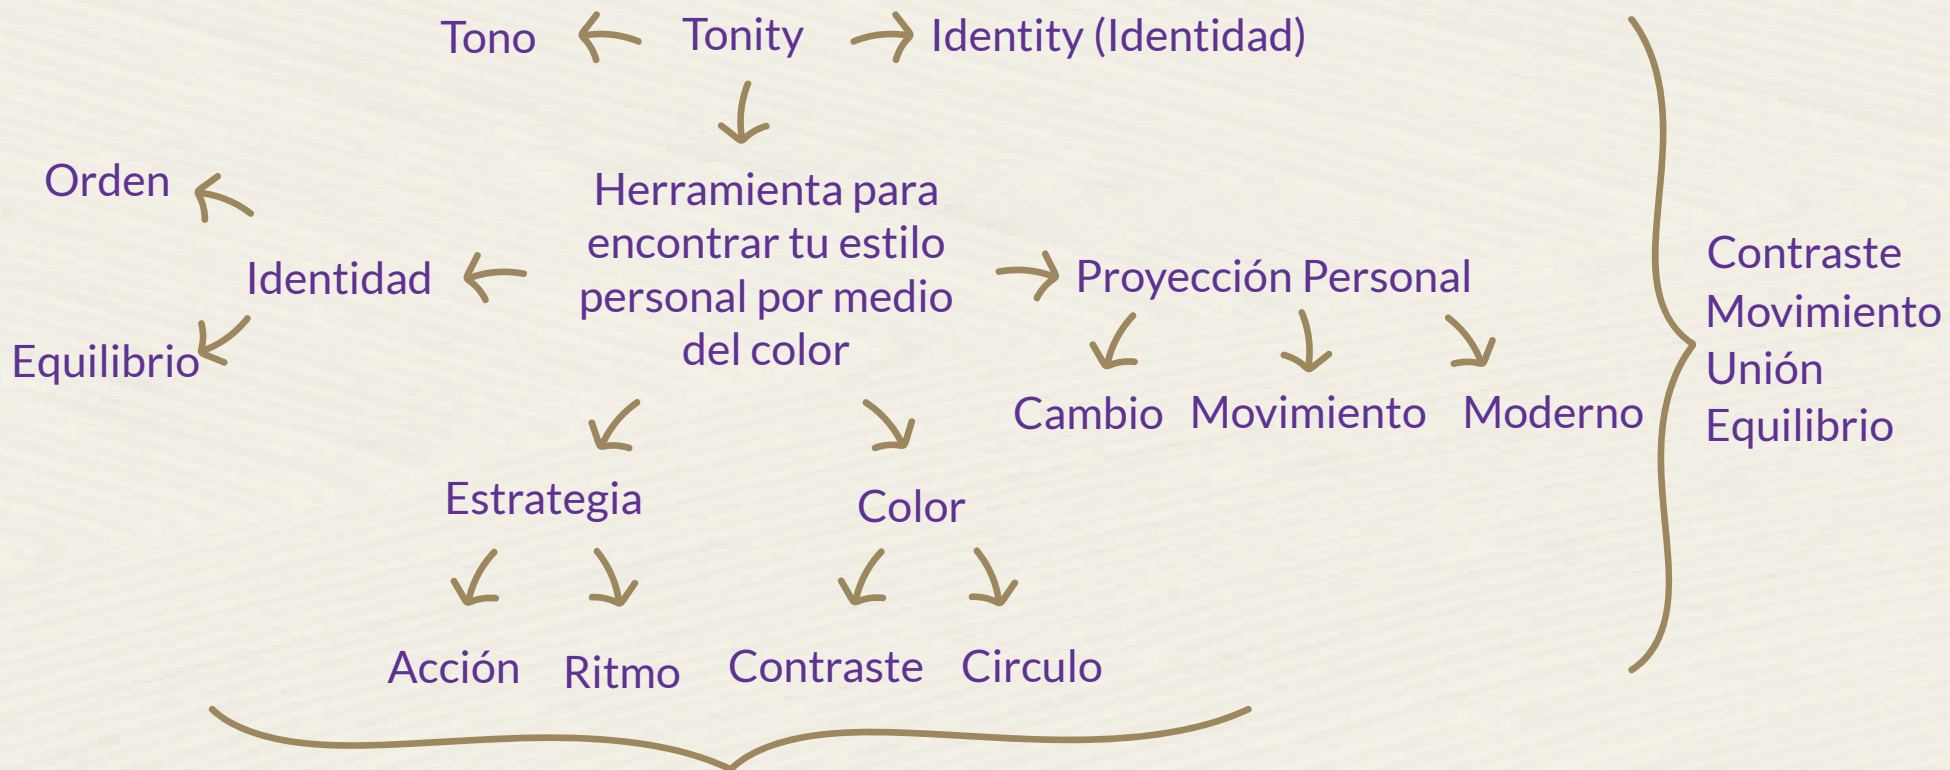 Tono
Tonity
Identity (Identidad)
Orden
Herramienta para
encontrar tu estilo
personal por medio
del color
Identidad
Equilibrio
Proyección Personal
Cambio
Movimiento
Moderno
Estrategia
Color
Acción
Ritmo
Contraste
Circulo
Contraste
Movimiento
Unión
Equilibrio